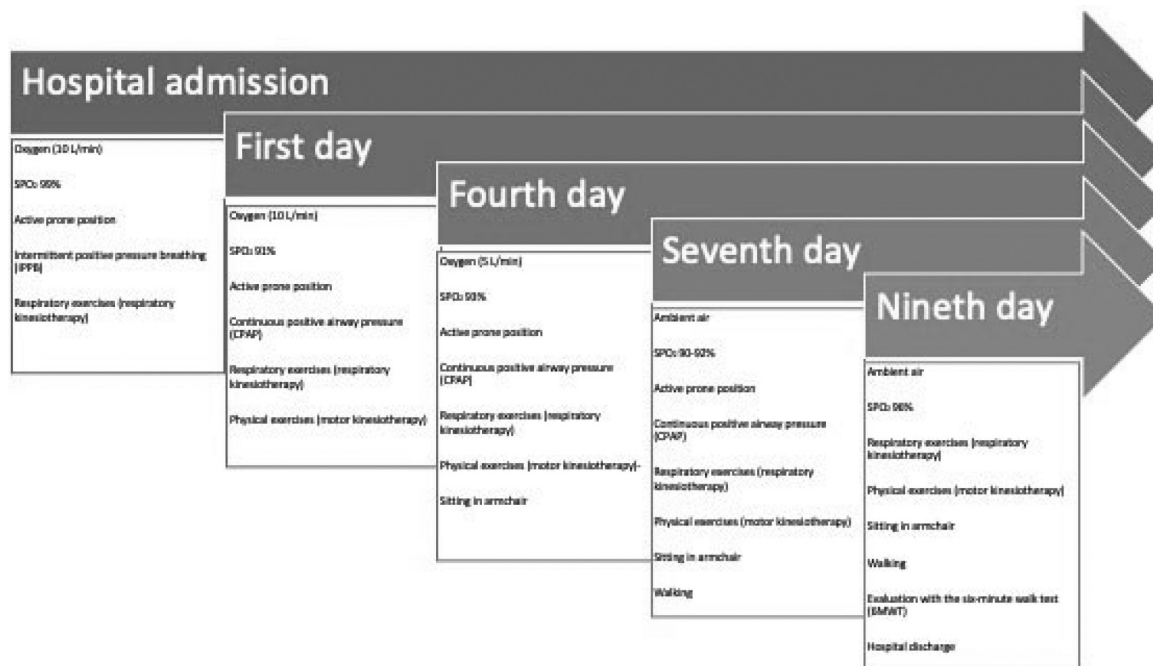 Hospital admission
Oxygen (10 L/min)
SPO₂ 99%
Active prone position
Intermittent positive pressure breathing
(IPPB)
Respiratory exercises (respiratory
kinesiotherapy)
First day
Oxygen (10 L/min)
SPO₂ 91%
Active prone position
Continuous positive airway pressure
(CPAP)
Respiratory exercises (respiratory
kinesiotherapy)
Physical exercises (motor kinesiotherapy)
Fourth day
Oxygen (5 L/min)
SPO₂ 93%
Active prone position
Continuous positive airway pressure
(CPAP)
Respiratory exercises (respiratory
kinesiotherapy)
Physical exercises (motor kinesiotherapy)-
Sitting in armchair
Seventh day
Ambient air
SPO₂ 90-92%
Active prone position
Continuous positive airway pressure
(CPAP)
Respiratory exercises (respiratory
kinesiotherapy)
Physical exercises (motor kinesiotherapy)
Sitting in armchair
Walking
Nineth day
Ambient air
SPO₂ 96%
Respiratory exercises (respiratory
kinesiotherapy)
Physical exercises (motor kinesiotherapy)
Sitting in armchair
Walking
Evaluation with the six-minute walk test
(6MWT)
Hospital discharge